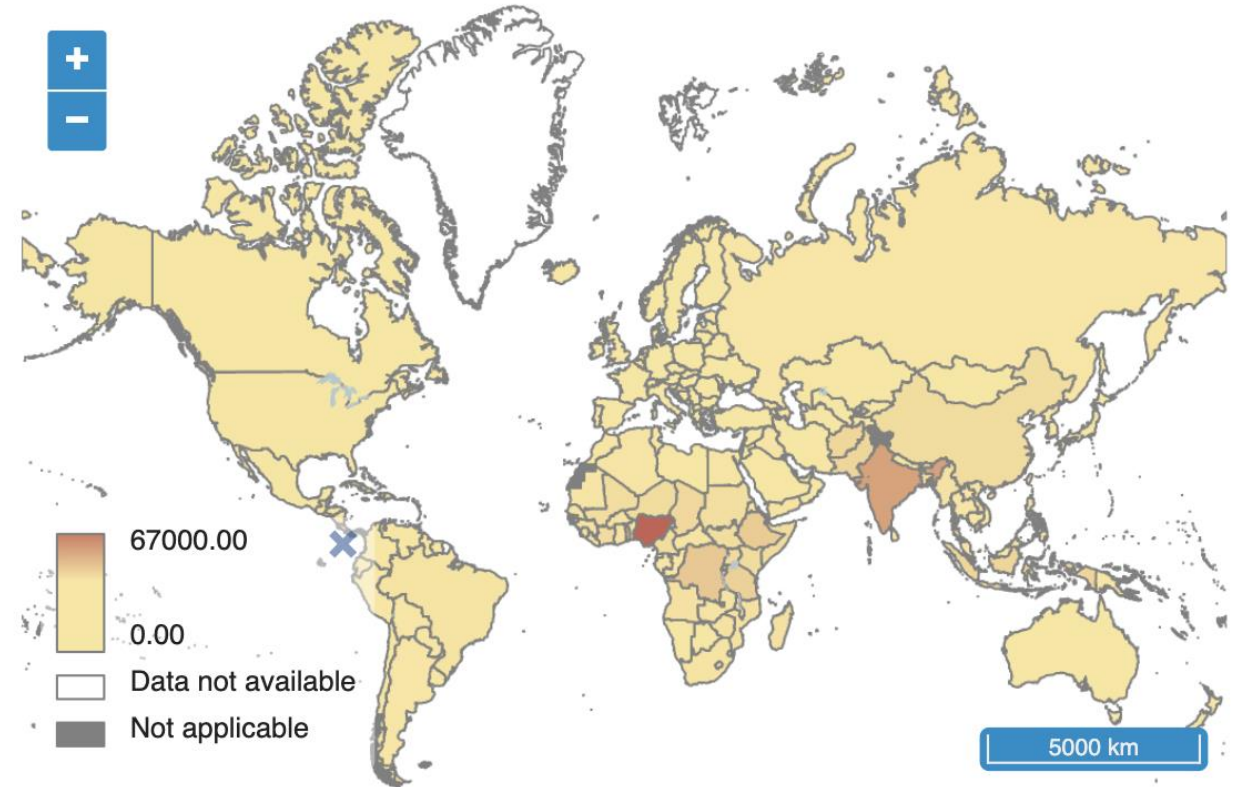 +
−
67000.00
0.00
Data not available
Not applicable
5000 km